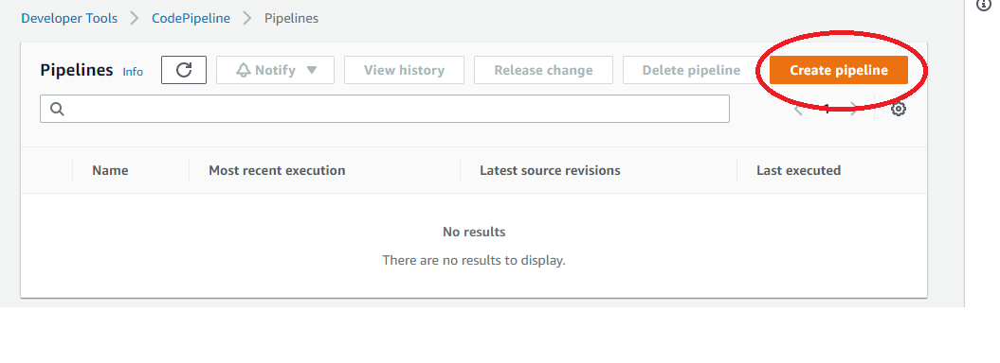 Developer Tools > CodePipeline > Pipelines
Pipelines Info Notify View history Release change Delete pipeline Create pipeline
1
Name Most recent execution Latest source revisions Last executed
No results
There are no results to display.